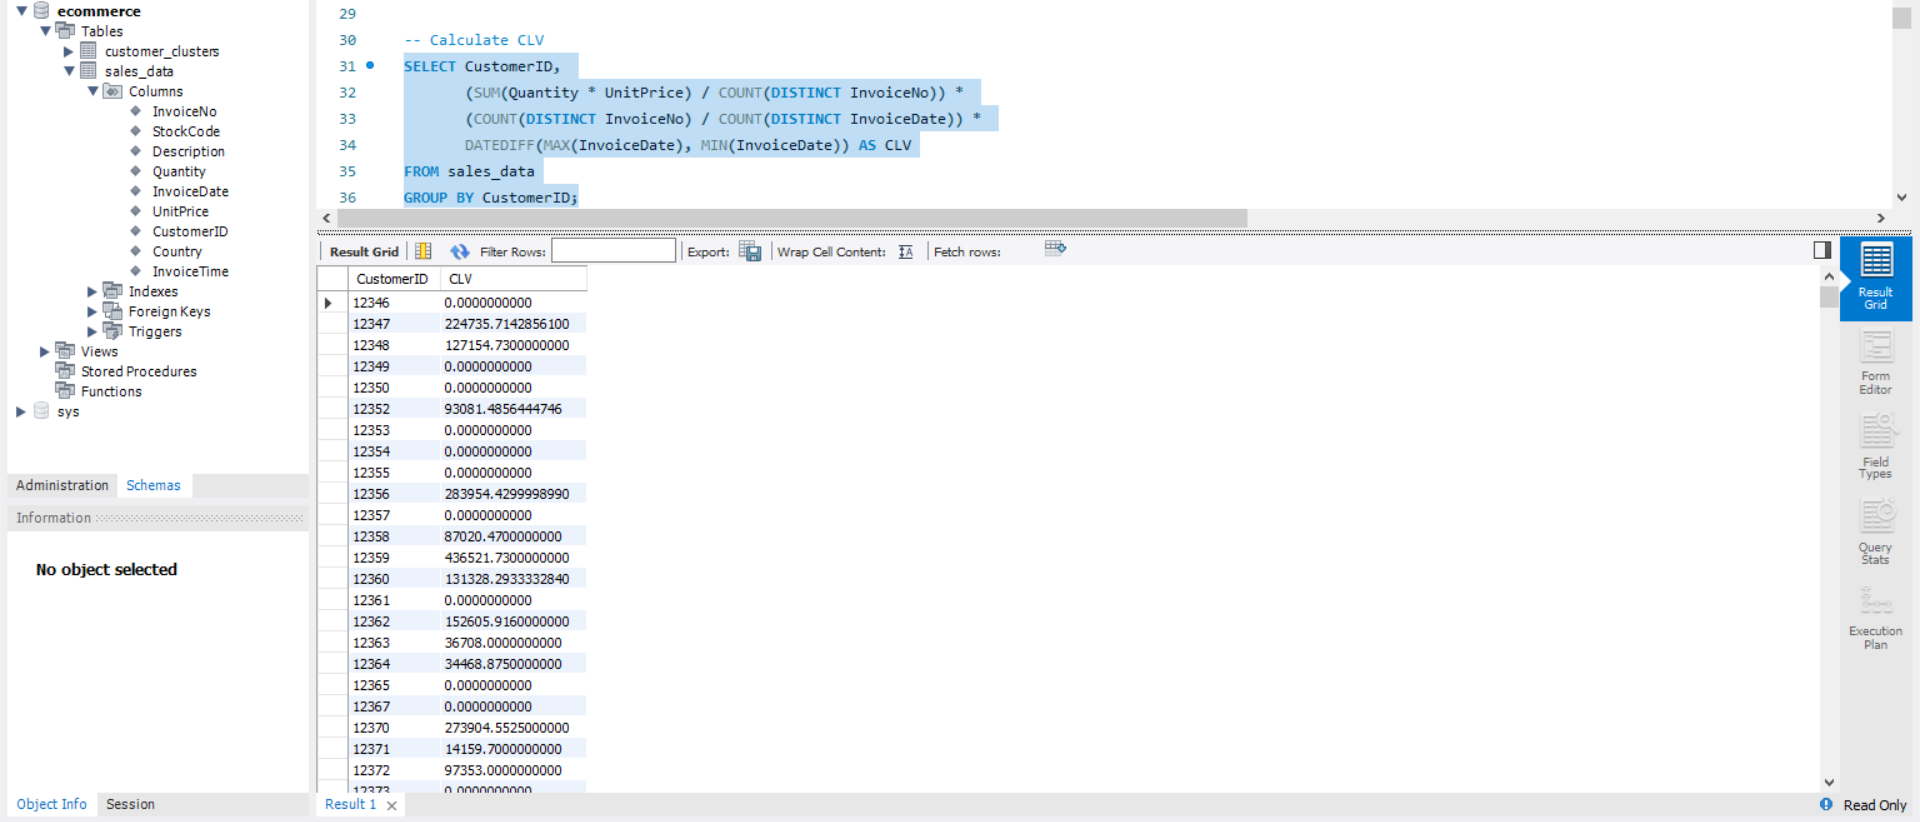 ecommerce
Tables
customer_clusters
sales_data
Columns
InvoiceNo
StockCode
Description
Quantity
InvoiceDate
UnitPrice
CustomerID
Country
InvoiceTime
Indexes
Foreign Keys
Triggers
Views
Stored Procedures
Functions
sys
Administration Schemas
Information
No object selected
Object Info Session
29
30 -- Calculate CLV
31 SELECT CustomerID,
32 (SUM(Quantity * UnitPrice) / COUNT(DISTINCT InvoiceNo)) *
33 (COUNT(DISTINCT InvoiceNo) / COUNT(DISTINCT InvoiceDate)) *
34 DATEDIFF(MAX(InvoiceDate), MIN(InvoiceDate)) AS CLV
35 FROM sales_data
36 GROUP BY CustomerID;
Result Grid Filter Rows: Export: Wrap Cell Content: IA Fetch rows:
CustomerID CLV
12346 0.0000000000
12347 224735.7142856100
12348 127154.7300000000
12349 0.0000000000
12350 0.0000000000
12352 93081.4856444746
12353 0.0000000000
12354 0.0000000000
12355 0.0000000000
12356 283954.4299998990
12357 0.0000000000
12358 87020.4700000000
12359 436521.7300000000
12360 131328.2933332840
12361 0.0000000000
12362 152605.9160000000
12363 36708.0000000000
12364 34468.8750000000
12365 0.0000000000
12367 0.0000000000
12370 273904.5525000000
12371 14159.7000000000
12372 97353.0000000000
12373 0.0000000000
Result 1
Result
Grid
Form
Editor
Field
Types
Query
Stats
Execution
Plan
Read Only